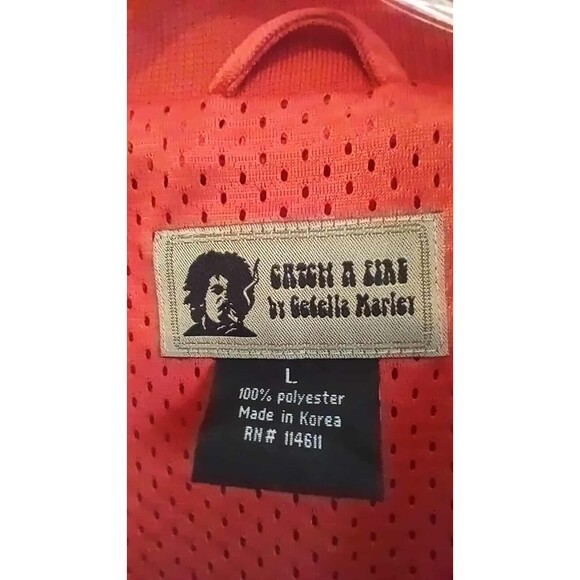 CATCH A FIRE
by Cedella Marley
L
100% polyester
Made in Korea
RN# 114611